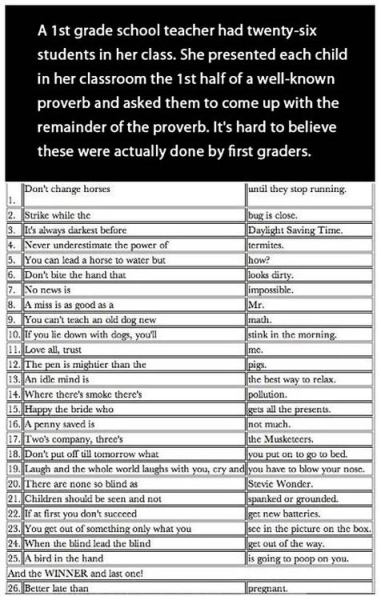 A 1st grade school teacher had twenty-six
students in her class. She presented each child
in her classroom the 1st half of a well-known
proverb and asked them to come up with the
remainder of the proverb. It's hard to believe
these were actually done by first graders.
1. Don't change horses until they stop running.
2. Strike while the bug is close.
3. It's always darkest before Daylight Saving Time.
4. Never underestimate the power of termites.
5. You can lead a horse to water but how?
6. Don't bite the hand that looks dirty.
7. No news is impossible.
8. A miss is as good as a Mr.
9. You can't teach an old dog new math.
10. If you lie down with dogs, you'll stink in the morning.
11. Love all, trust me.
12. The pen is mightier than the pigs.
13. An idle mind is the best way to relax.
14. Where there's smoke there's pollution.
15. Happy the bride who gets all the presents.
16. A penny saved is not much.
17. Two's company, three's the Musketeers.
18. Don't put off till tomorrow what you put on to go to bed.
19. Laugh and the whole world laughs with you, cry and you have to blow your nose.
20. There are none so blind as Stevie Wonder.
21. Children should be seen and not spanked or grounded.
22. If at first you don't succeed get new batteries.
23. You get out of something only what you see in the picture on the box.
24. When the blind lead the blind get out of the way.
25. A bird in the hand is going to poop on you.
And the WINNER and last one!
26. Better late than pregnant.